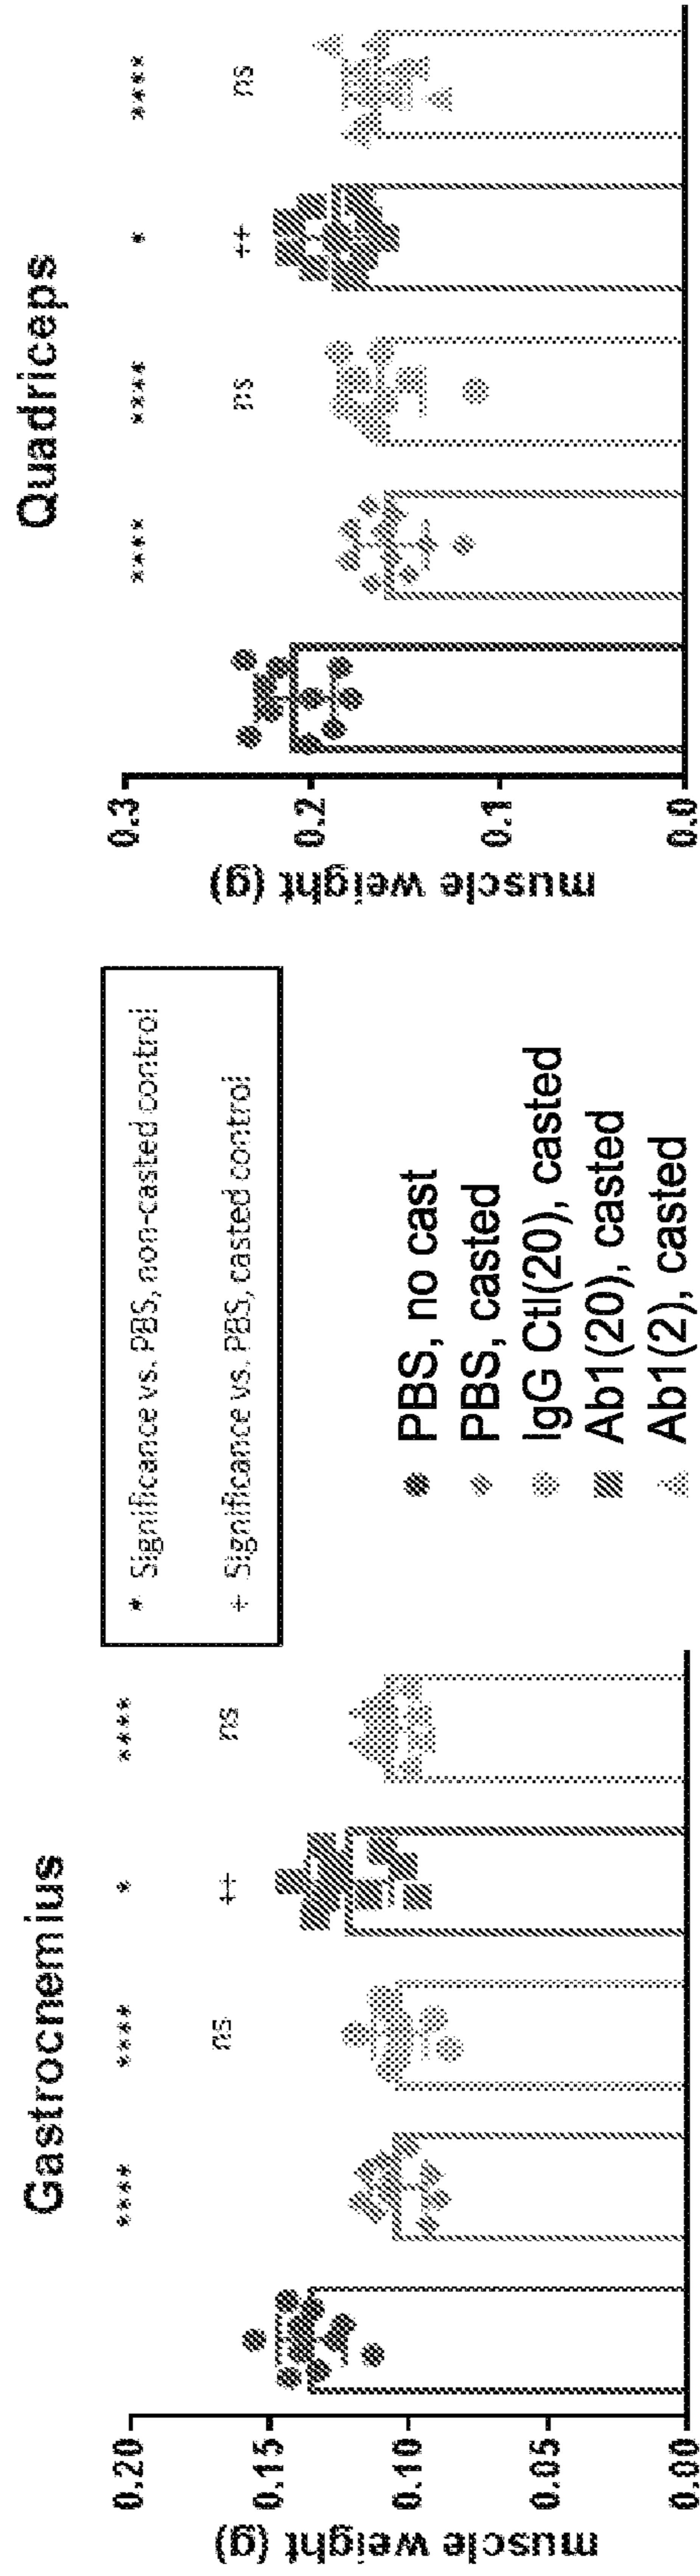 Gastrocnemius
muscle weight (g)
0.20
0.15
0.10
0.05
0.00
**** **** * ****
ns ++ ns
* Significance vs. PBS, non-casted control
+ Significance vs. PBS, casted control
PBS, no cast
PBS, casted
IgG Ctl(20), casted
Ab1(20), casted
Ab1(2), casted
Quadriceps
muscle weight (g)
0.3
0.2
0.1
0.0
**** **** * ****
ns ++ ns